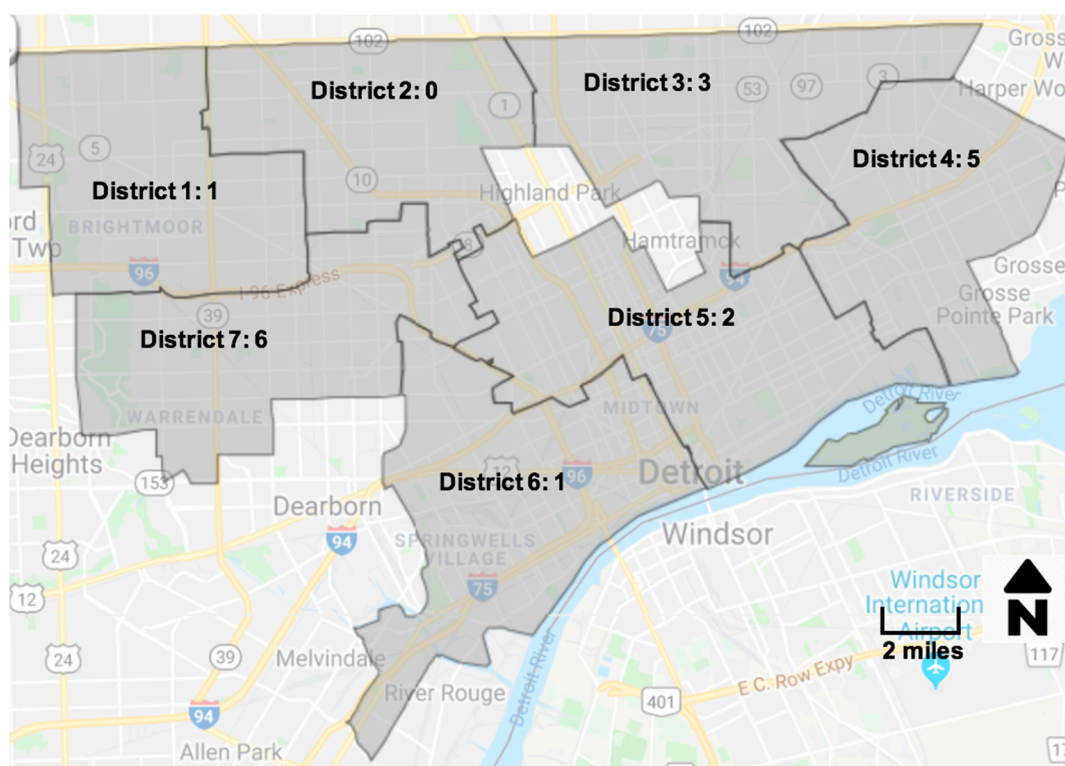 102
102
Gross
District 2: 0
District 3: 3
3
53
97
Harper Wo
1
24
5
District 4: 5
10
District 1: 1
Highland Park
ord
Twp
BRIGHTMOOR
8
Hamtramck
96
I-96 Express
94
Grosse
39
Grosse
Pointe Park
District 5: 2
75
District 7: 6
Detroit River
WARRENDALE
MIDTOWN
Dearborn
Heights
12
96
Detroit
Detroit River
153
District 6: 1
RIVERSIDE
Dearborn
94
SPRINGWELLS
VILLAGE
Windsor
24
75
Windsor
International
Airport
N
12
2 miles
24
39
Melvindale
117
E C. Row Expy
River Rouge
401
Detroit River
94
Allen Park
17